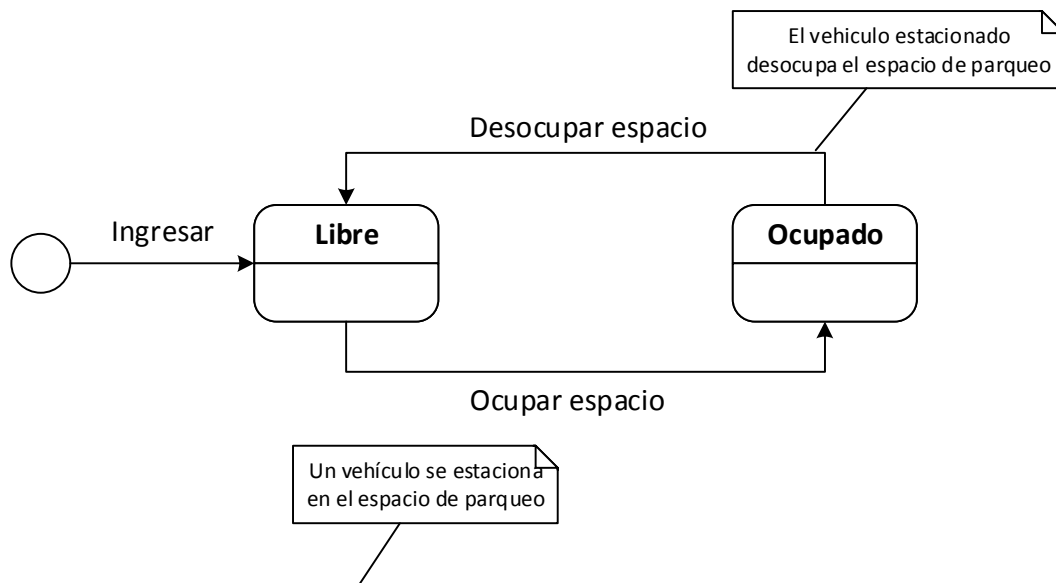 El vehiculo estacionado
desocupa el espacio de parqueo
Desocupar espacio
Ingresar
Libre
Ocupado
Ocupar espacio
Un vehículo se estaciona
en el espacio de parqueo